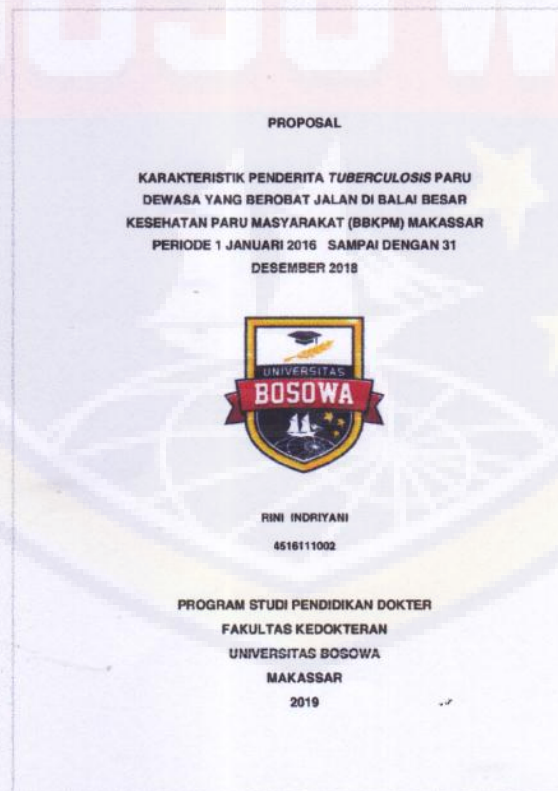 PROPOSAL
KARAKTERISTIK PENDERITA TUBERCULOSIS PARU
DEWASA YANG BEROBAT JALAN DI BALAI BESAR
KESEHATAN PARU MASYARAKAT (BBKPM) MAKASSAR
PERIODE 1 JANUARI 2016 SAMPAI DENGAN 31
DESEMBER 2018
UNIVERSITAS
BOSOWA
RINI INDRIYANI
4516111002
PROGRAM STUDI PENDIDIKAN DOKTER
FAKULTAS KEDOKTERAN
UNIVERSITAS BOSOWA
MAKASSAR
2019